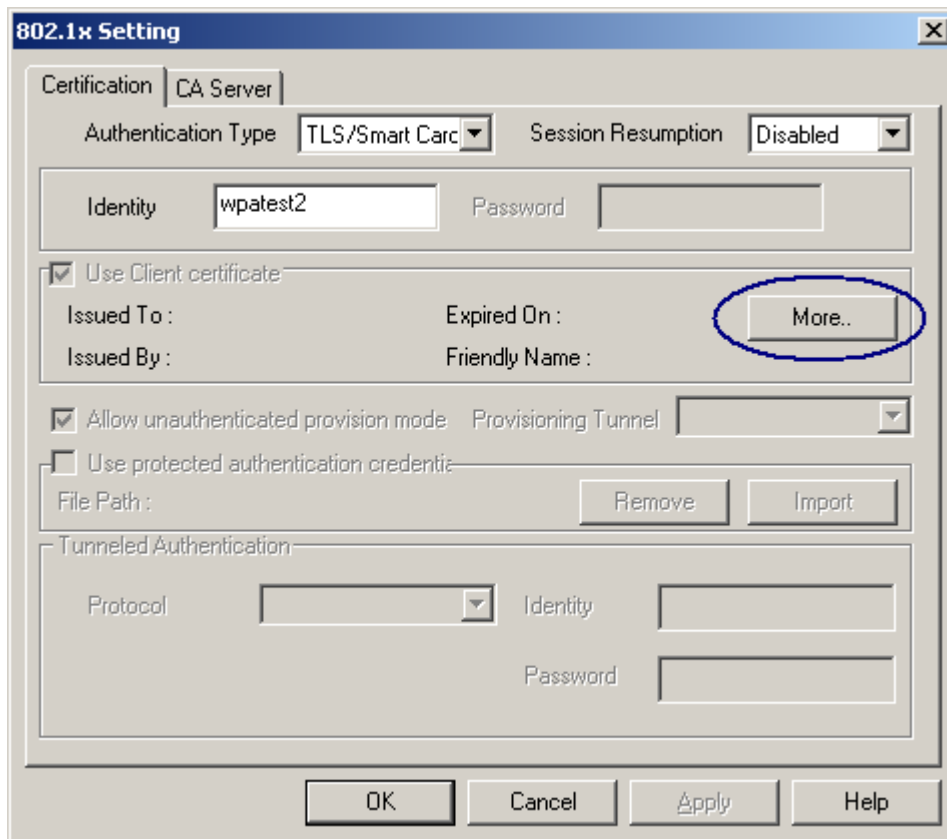 802.1x Setting
Certification CA Server
Authentication Type TLS/Smart Carc Session Resumption Disabled
Identity wpatest2 Password
Use Client certificate
Issued To : Expired On : More..
Issued By : Friendly Name :
Allow unauthenticated provision mode Provisioning Tunnel
Use protected authentication credentia
File Path : Remove Import
Tunneled Authentication
Protocol Identity
Password
OK Cancel Apply Help